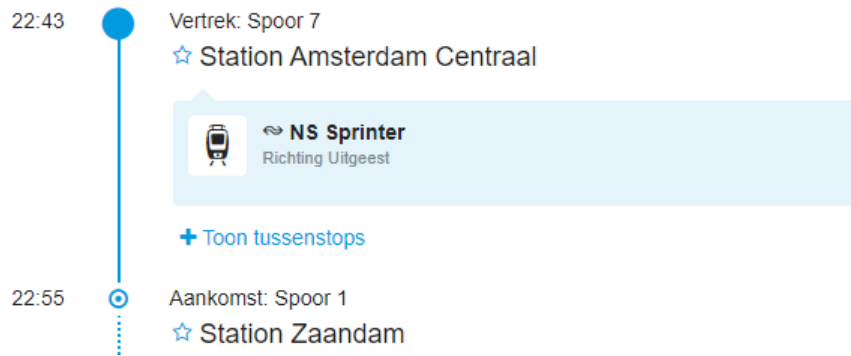 22:43 Vertrek: Spoor 7
Station Amsterdam Centraal
NS Sprinter
Richting Uitgeest
+ Toon tussenstops
22:55 Aankomst: Spoor 1
Station Zaandam